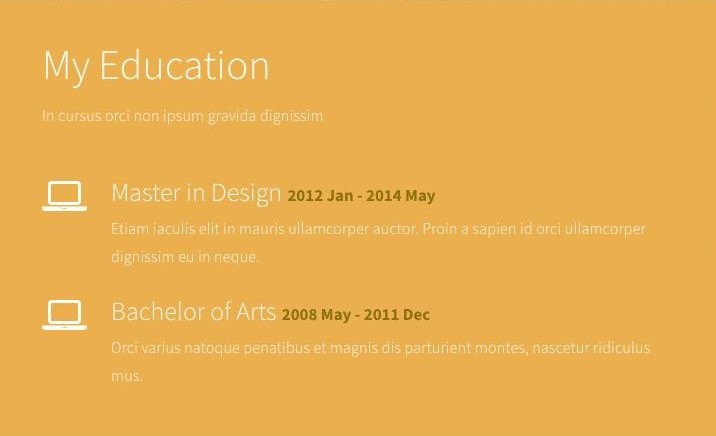 My Education
In cursus orci non ipsum gravida dignissim
Master in Design 2012 Jan - 2014 May
Etiam iaculis elit in mauris ullamcorper auctor. Proin a sapien id orci ullamcorper
dignissim eu in neque.
Bachelor of Arts 2008 May - 2011 Dec
Orci varius natoque penatibus et magnis dis parturient montes, nascetur ridiculus
mus.